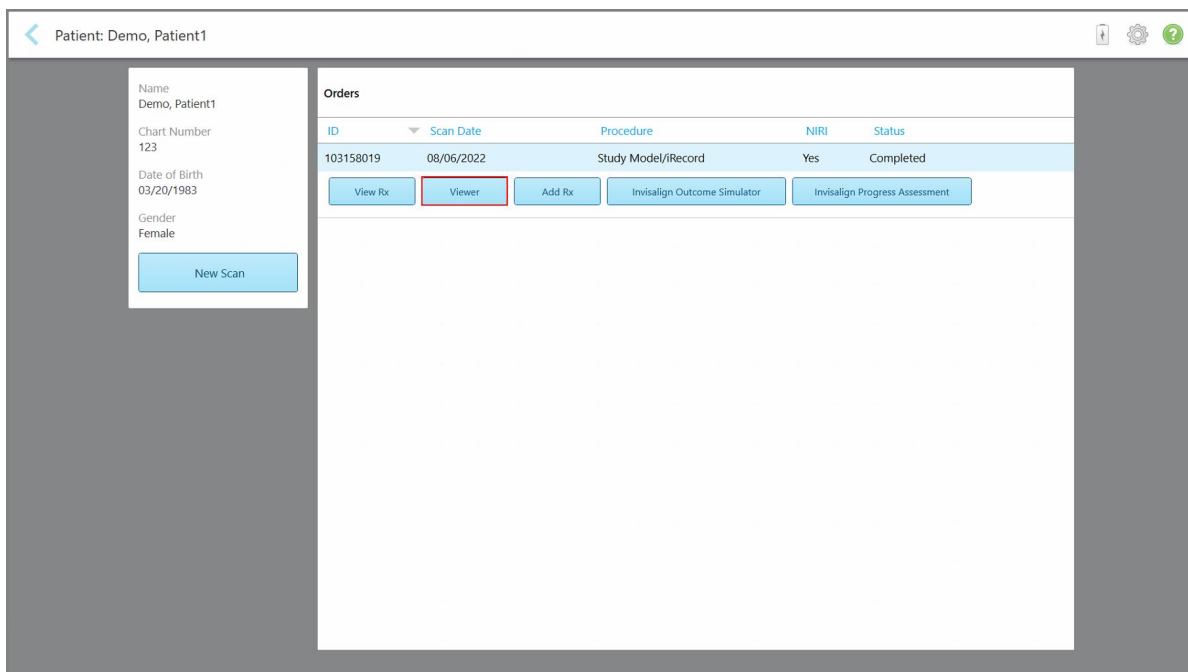 Patient: Demo, Patient1
?
Name
Demo, Patient1
Chart Number
123
Date of Birth
03/20/1983
Gender
Female
New Scan
Orders
ID Scan Date Procedure NIRI Status
103158019 08/06/2022 Study Model/iRecord Yes Completed
View Rx Viewer Add Rx Invisalign Outcome Simulator Invisalign Progress Assessment